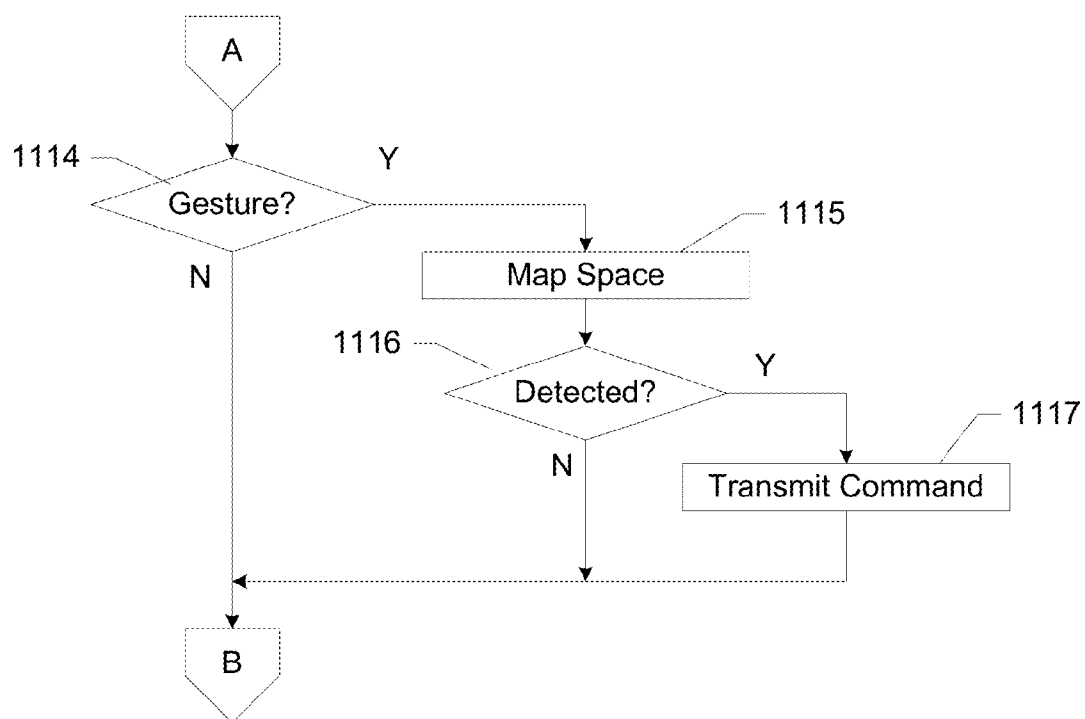 A
1114
Gesture?
Y
N
1115
Map Space
1116
Detected?
Y
N
1117
Transmit Command
B